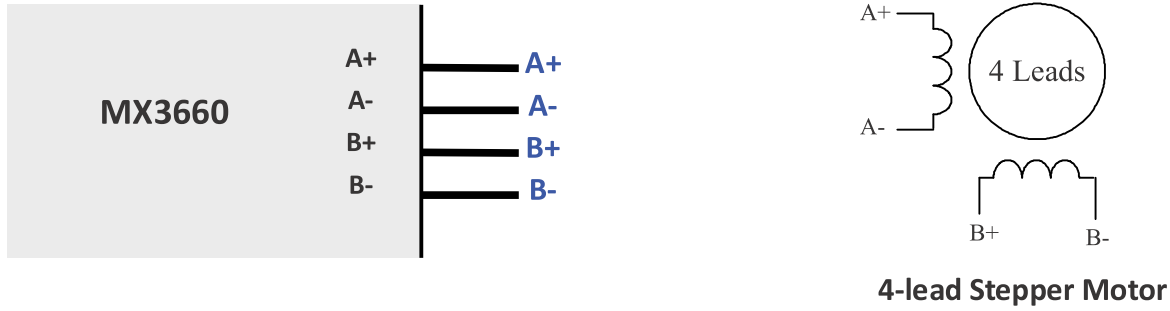 MX3660
A+ A+
A- A-
B+ B+
B- B-
A+
4 Leads
A-
B+
B-
4-lead Stepper Motor